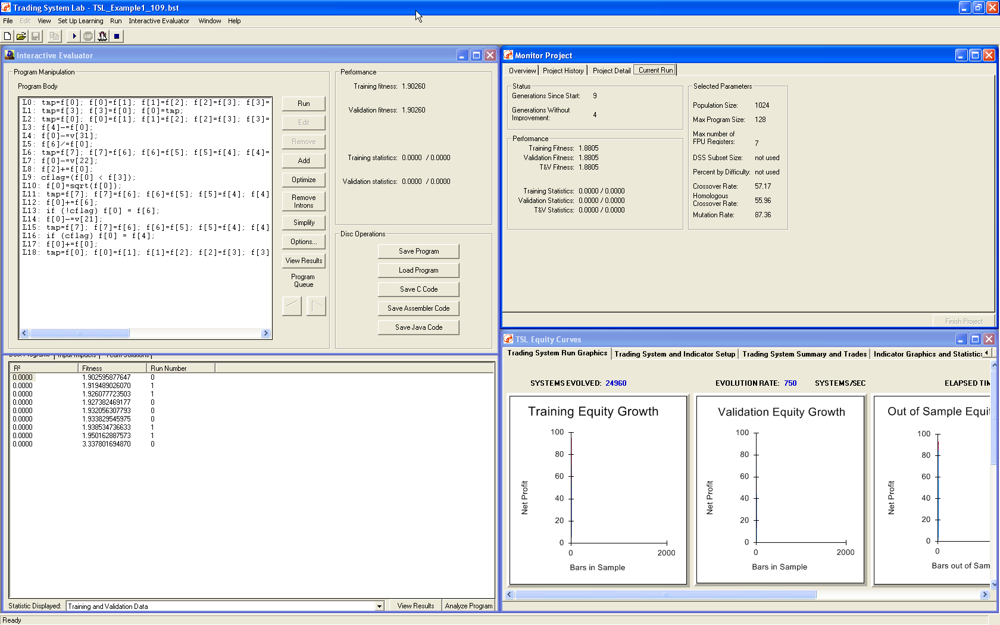 Trading System Lab - TSL_Example1_109.bst
File Edit View Set Up Learning Run Interactive Evaluator Window Help
STOP
Interactive Evaluator
Program Manipulation
Program Body
L0: tmp=f[0]; f[0]=f[1]; f[1]=f[2]; f[2]=f[3]; f[3]=
L1: tmp=f[3]; f[3]=f[0]; f[0]=tmp;
L2: tmp=f[0]; f[0]=f[1]; f[1]=f[2]; f[2]=f[3]; f[3]=
L3: f[4]-=f[0];
L4: f[0]-=v[31];
L5: f[6]/=f[0];
L6: tmp=f[7]; f[7]=f[6]; f[6]=f[5]; f[5]=f[4]; f[4]=
L7: f[0]-=v[22];
L8: f[2]+=f[0];
L9: cflag=(f[0] < f[3]);
L10: f[0]=sqrt(f[0]);
L11: tmp=f[7]; f[7]=f[6]; f[6]=f[5]; f[5]=f[4]; f[4]
L12: f[0]+=f[6];
L13: if (!cflag) f[0] = f[6];
L14: f[0]-=v[21];
L15: tmp=f[7]; f[7]=f[6]; f[6]=f[5]; f[5]=f[4]; f[4]
L16: if (cflag) f[0] = f[4];
L17: f[0]+=f[0];
L18: tmp=f[0]; f[0]=f[1]; f[1]=f[2]; f[2]=f[3]; f[3]
Run
Edit
Remove
Add
Optimize
Remove
Introns
Simplify
Options...
View Results
Program
Queue
Performance
Training fitness: 1.90260
Validation fitness: 1.90260
Training statistics: 0.0000 / 0.0000
Validation statistics: 0.0000 / 0.0000
Disc Operations
Save Program
Load Program
Save C Code
Save Assembler Code
Save Java Code
Monitor Project
Overview Project History Project Detail Current Run
Status
Generations Since Start: 9
Generations Without
Improvement: 4
Performance
Training Fitness: 1.8805
Validation Fitness: 1.8805
T&V Fitness: 1.8805
Training Statistics: 0.0000 / 0.0000
Validation Statistics: 0.0000 / 0.0000
T&V Statistics: 0.0000 / 0.0000
Selected Parameters
Population Size: 1024
Max Program Size: 128
Max number of
FPU Registers: 7
DSS Subset Size: not used
Percent by Difficulty: not used
Crossover Rate: 57.17
Homologous
Crossover Rate: 55.96
Mutation Rate: 87.36
Finish Project
Best Programs Input Impacts Team Solutions
R² Fitness Run Number
0.0000 1.902595877647 0
0.0000 1.919489026070 1
0.0000 1.926077723503 1
0.0000 1.927382469177 0
0.0000 1.932056307793 0
0.0000 1.933829545975 0
0.0000 1.938534736633 1
0.0000 1.950162887573 1
0.0000 3.337801694870 0
Statistic Displayed: Training and Validation Data View Results Analyze Program
TSL Equity Curves
Trading System Run Graphics Trading System and Indicator Setup Trading System Summary and Trades Indicator Graphics and Statistics
SYSTEMS EVOLVED: 24960 EVOLUTION RATE: 750 SYSTEMS/SEC ELAPSED TIM
Training Equity Growth
100
80
60
40
20
0
0 2000
Net Profit
Bars in Sample
Validation Equity Growth
100
80
60
40
20
0
0 2000
Net Profit
Bars in Sample
Out of Sample Equit
100
80
60
40
20
0
0
Net Profit
Bars out of Sam
Ready